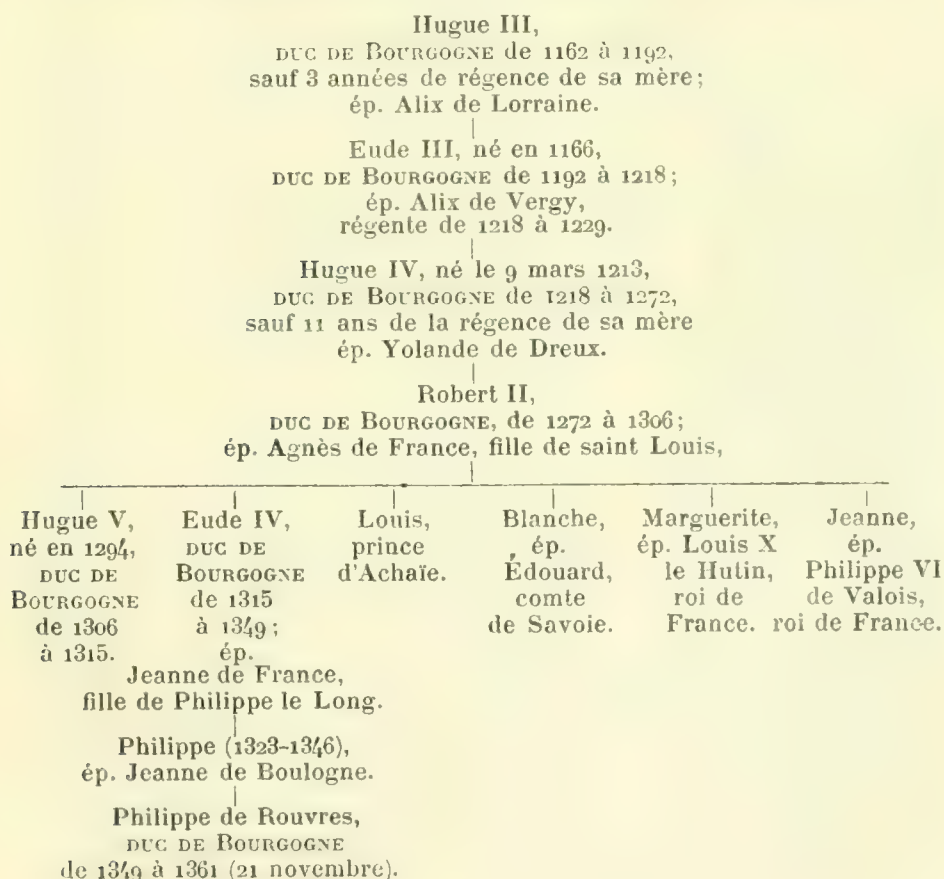 Hugue III,
DUC DE BOURGOGNE de 1162 à 1192,
sauf 3 années de régence de sa mère;
ép. Alix de Lorraine.
Eude III, né en 1166,
DUC DE BOURGOGNE de 1192 à 1218;
ép. Alix de Vergy,
régente de 1218 à 1229.
Hugue IV, né le 9 mars 1213,
DUC DE BOURGOGNE de 1218 à 1272,
sauf 11 ans de la régence de sa mère
ép. Yolande de Dreux.
Robert II,
DUC DE BOURGOGNE, de 1272 à 1306;
ép. Agnès de France, fille de saint Louis,
Hugue V,
né en 1294,
DUC DE
BOURGOGNE
de 1306
à 1315.
Eude IV,
DUC DE
BOURGOGNE
de 1315
à 1349;
ép.
Jeanne de France,
fille de Philippe le Long.
Louis,
prince
d'Achaïe.
Blanche,
ép.
Édouard,
comte
de Savoie.
Marguerite,
ép. Louis X
le Hutin,
roi de
France.
Jeanne,
ép.
Philippe VI
de Valois,
roi de France.
Philippe (1323-1346),
ép. Jeanne de Boulogne.
Philippe de Rouvres,
DUC DE BOURGOGNE
de 1349 à 1361 (21 novembre).